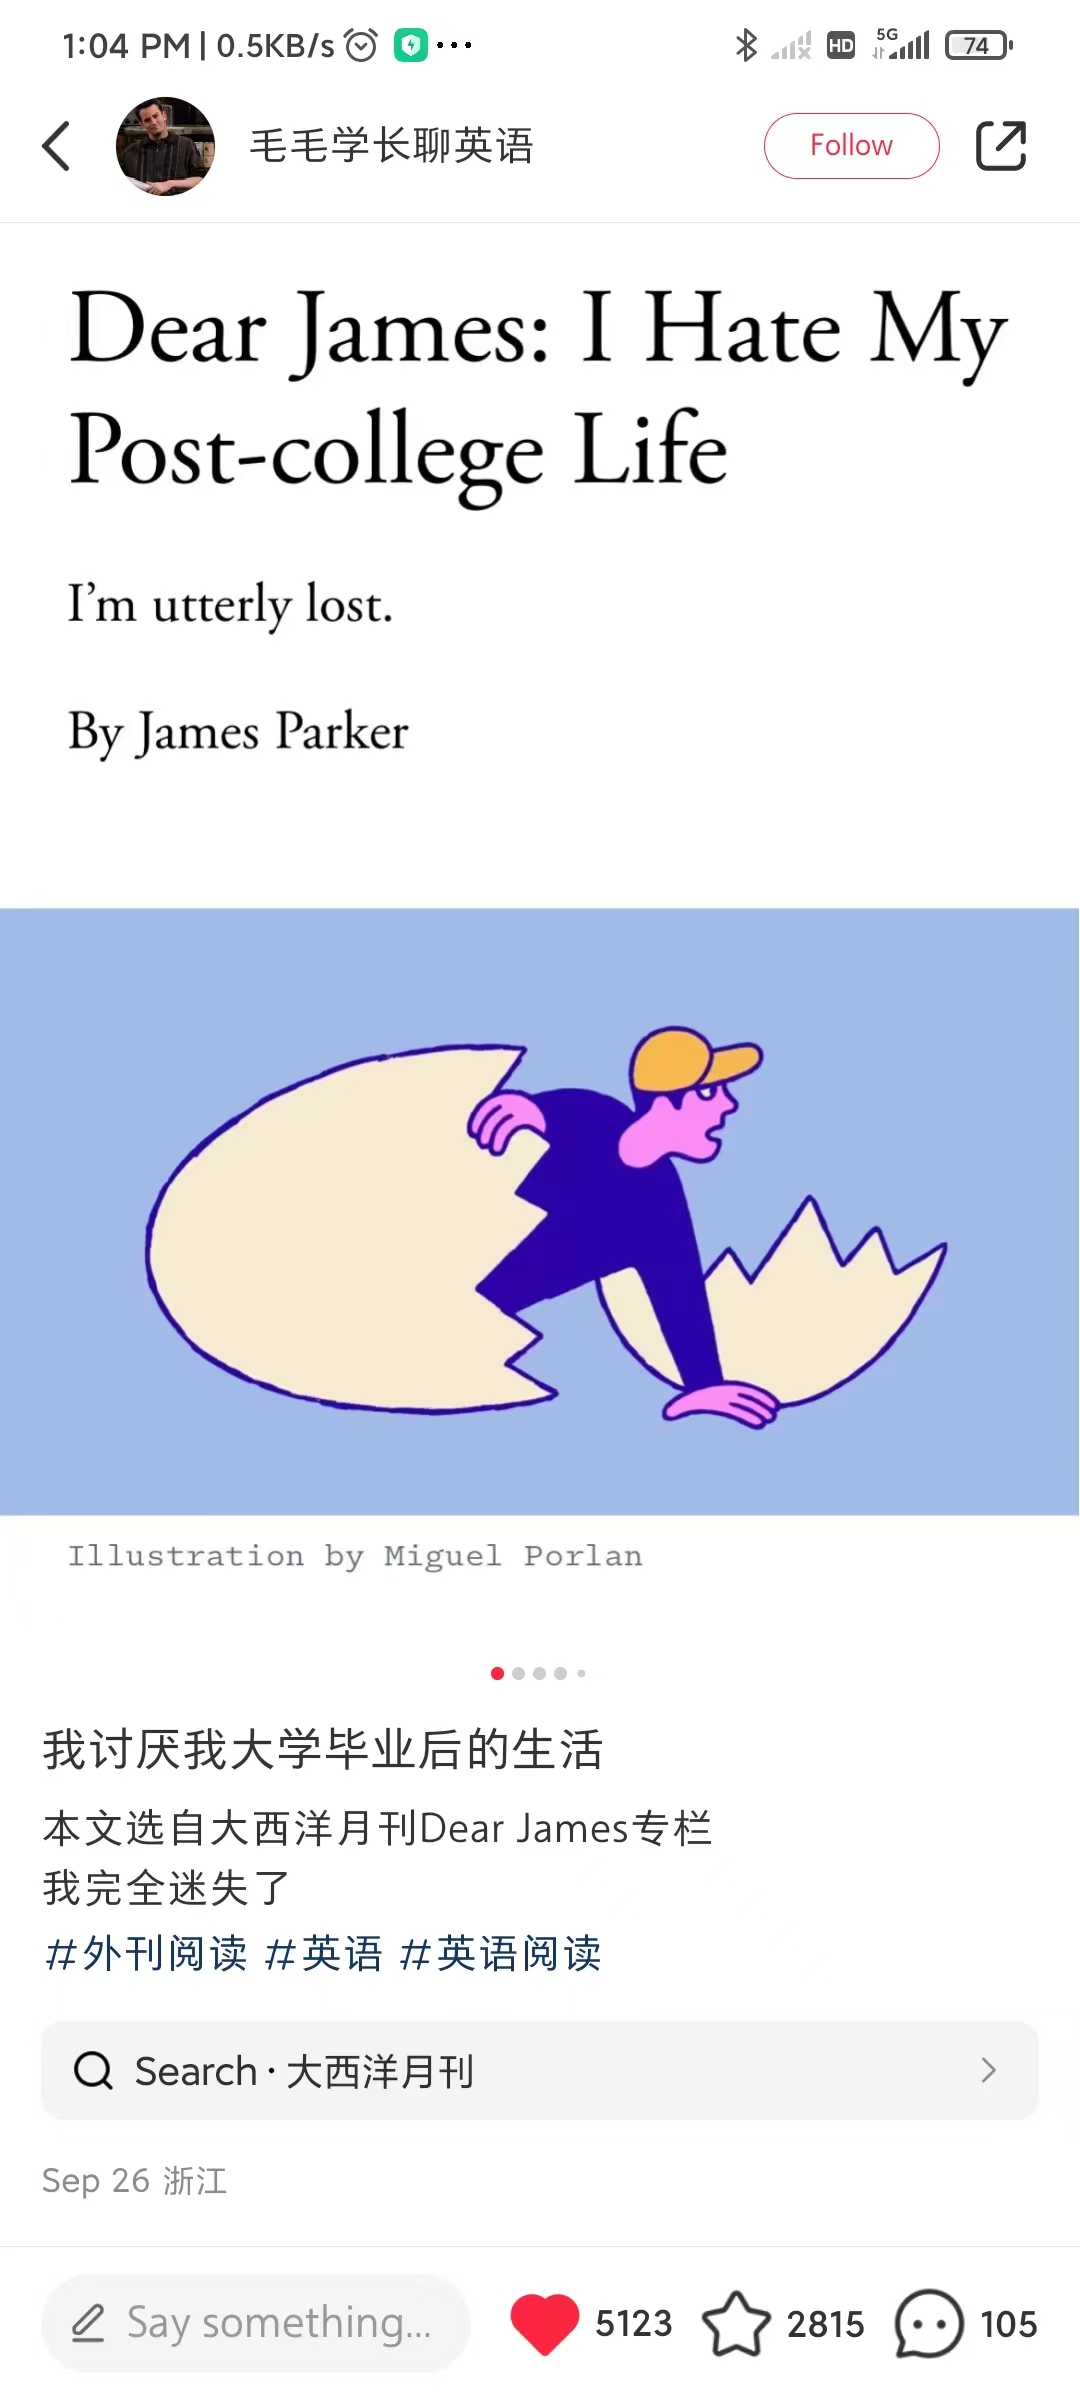 1:04 PM | 0.5KB/s
HD
5G
74
毛毛学长聊英语
Follow
Dear James: I Hate My
Post-college Life
I’m utterly lost.
By James Parker
Illustration by Miguel Porlan
我讨厌我大学毕业后的生活
本文选自大西洋月刊Dear James专栏
我完全迷失了
#外刊阅读 #英语 #英语阅读
Search · 大西洋月刊
Sep 26 浙江
Say something...
5123
2815
105